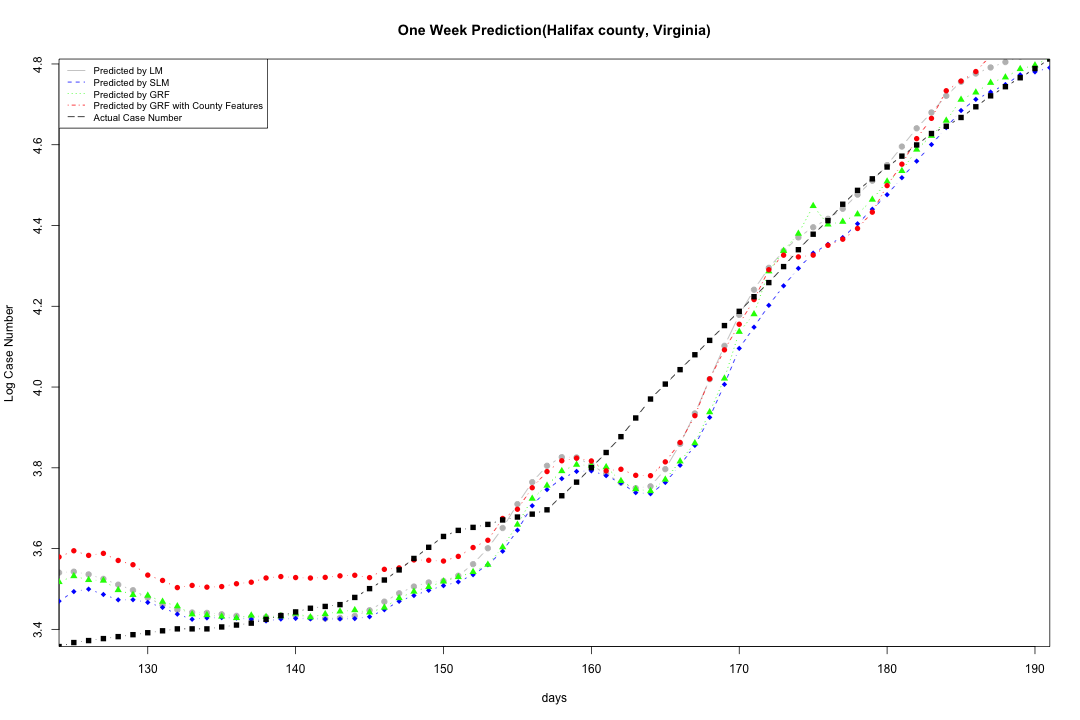 One Week Prediction(Halifax county, Virginia)
Predicted by LM
Predicted by SLM
Predicted by GRF
Predicted by GRF with County Features
Actual Case Number
4.8
4.6
4.4
4.2
4.0
3.8
3.6
3.4
Log Case Number
130 140 150 160 170 180 190
days